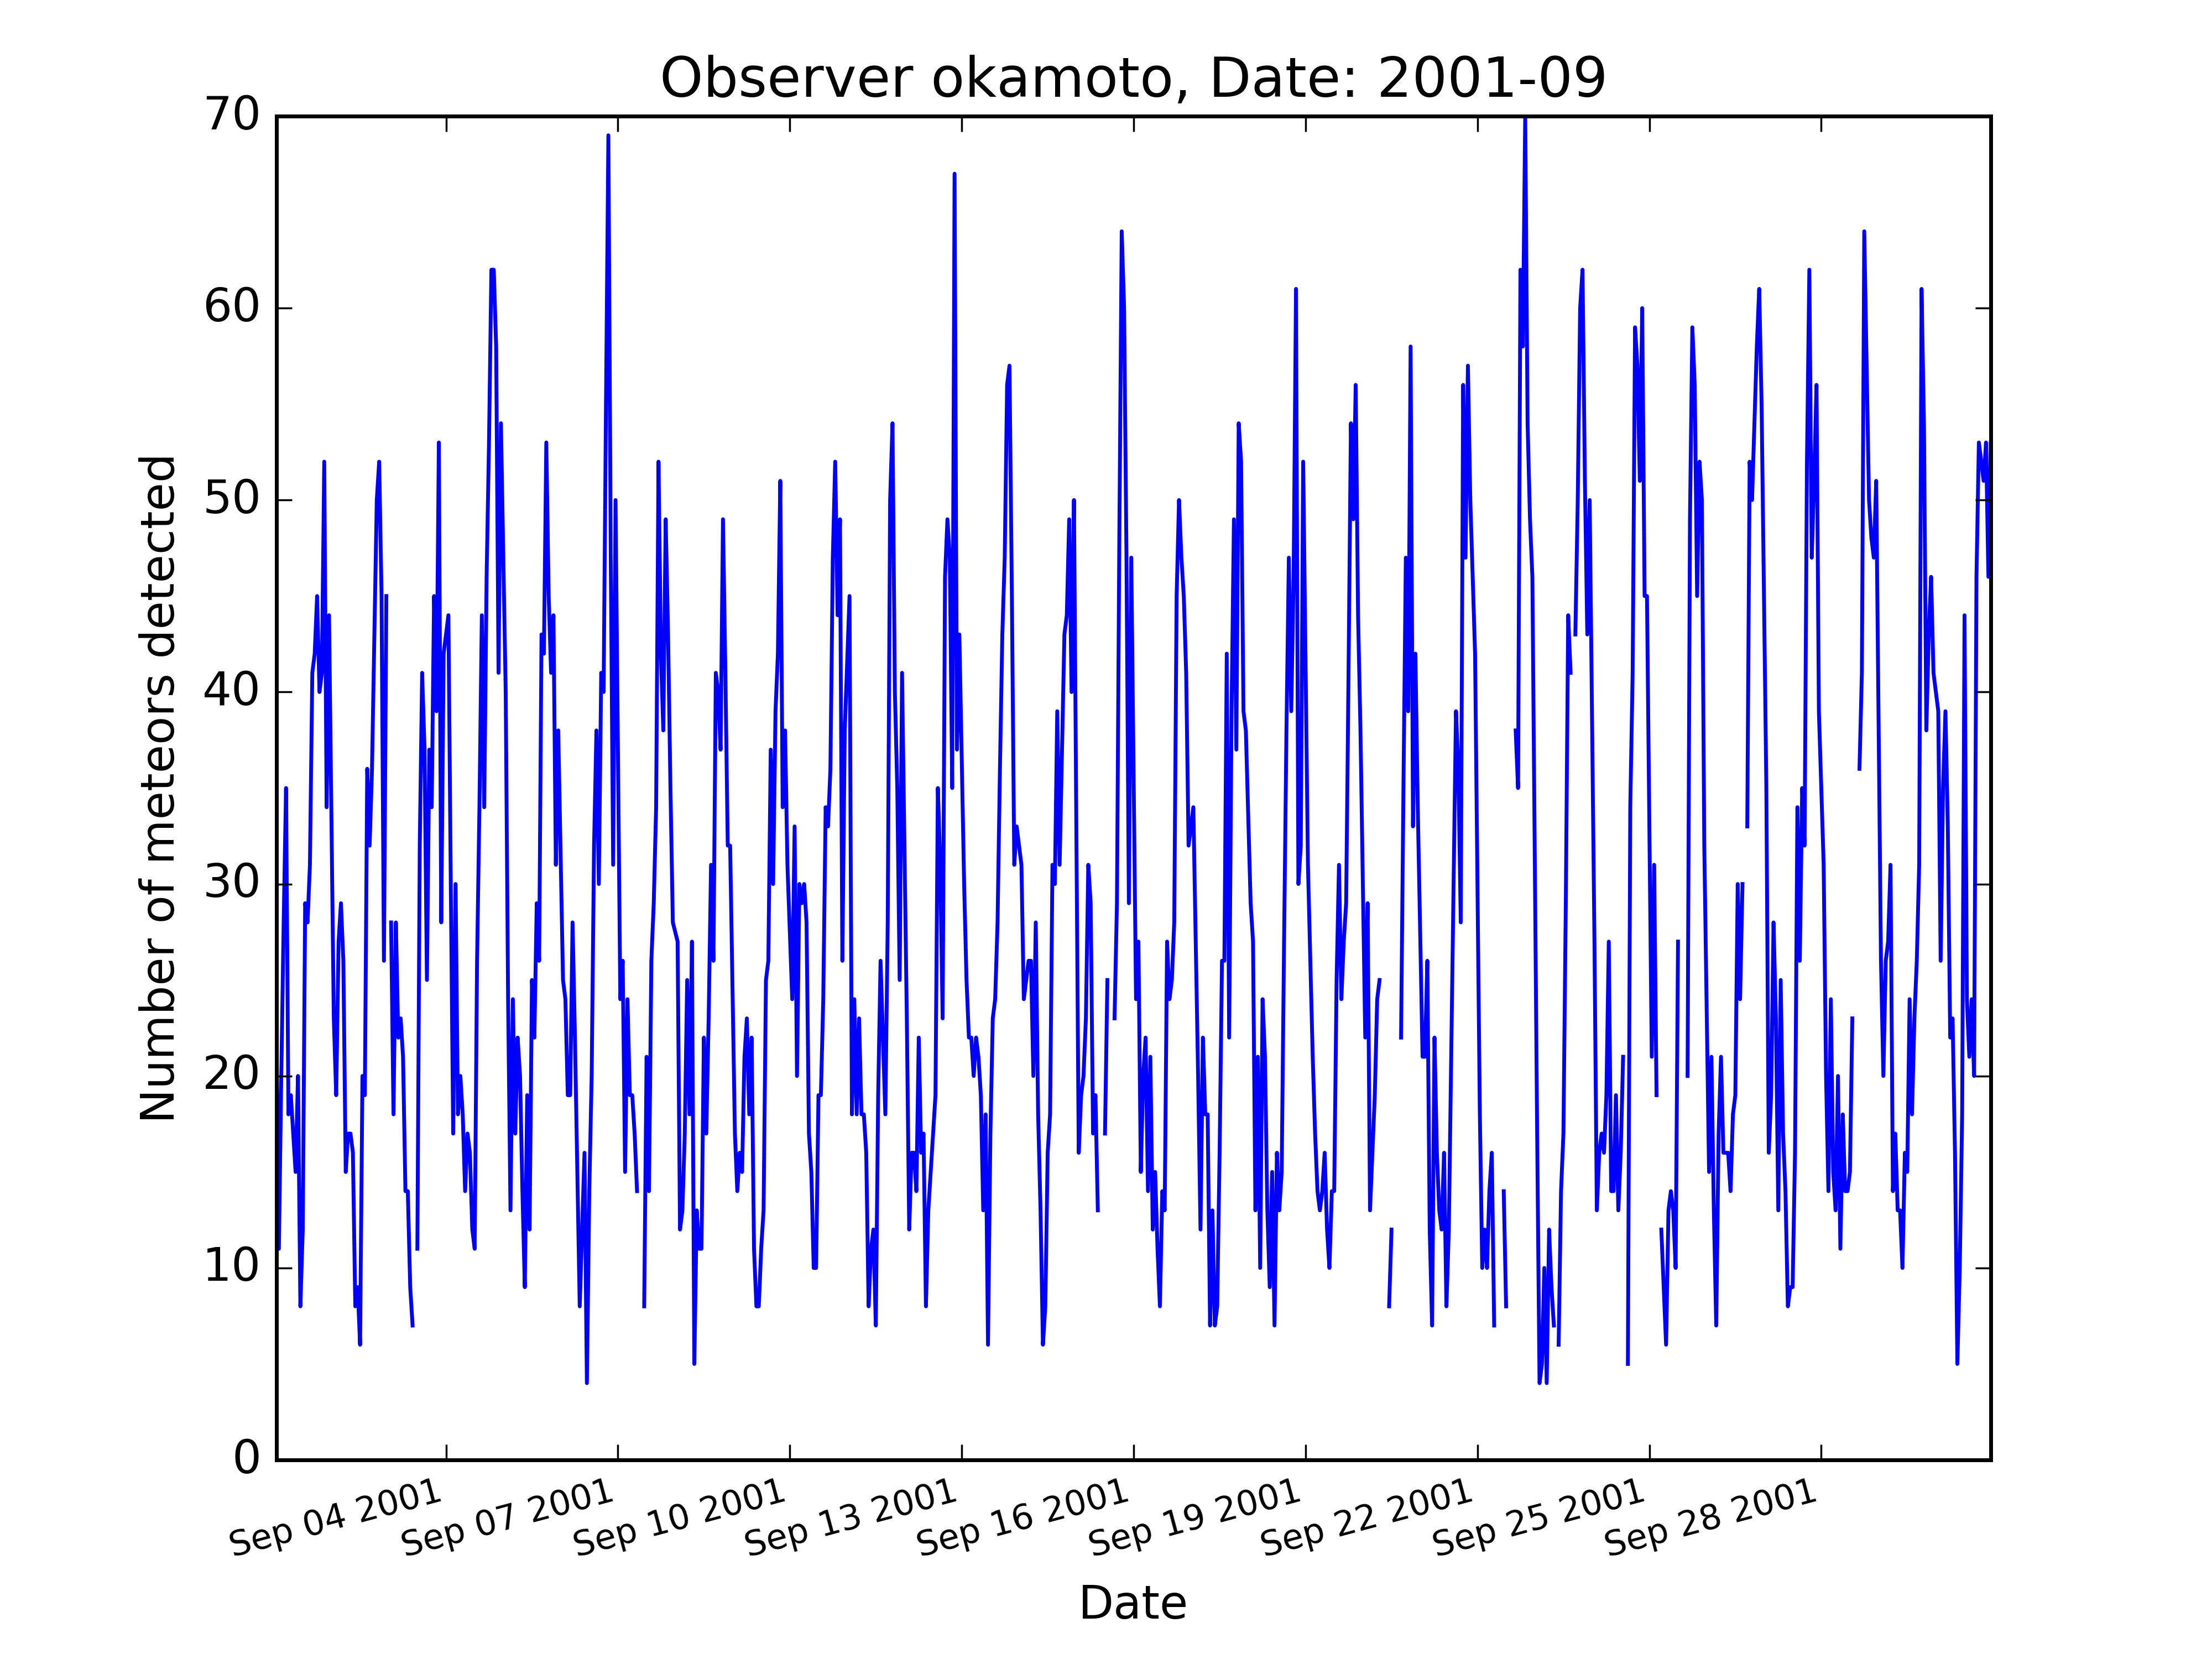 Observer okamoto, Date: 2001-09
70
60
50
40
30
20
10
0
Number of meteors detected
Sep 04 2001
Sep 07 2001
Sep 10 2001
Sep 13 2001
Sep 16 2001
Sep 19 2001
Sep 22 2001
Sep 25 2001
Sep 28 2001
Date